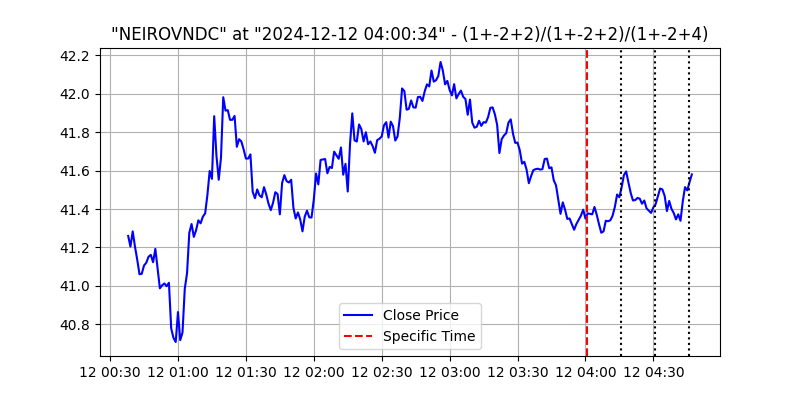 "NEIROVNDC" at "2024-12-12 04:00:34" - (1+-2+2)/(1+-2+2)/(1+-2+4)
42.2
42.0
41.8
41.6
41.4
41.2
41.0
40.8
Close Price
Specific Time
12 00:30 12 01:00 12 01:30 12 02:00 12 02:30 12 03:00 12 03:30 12 04:00 12 04:30